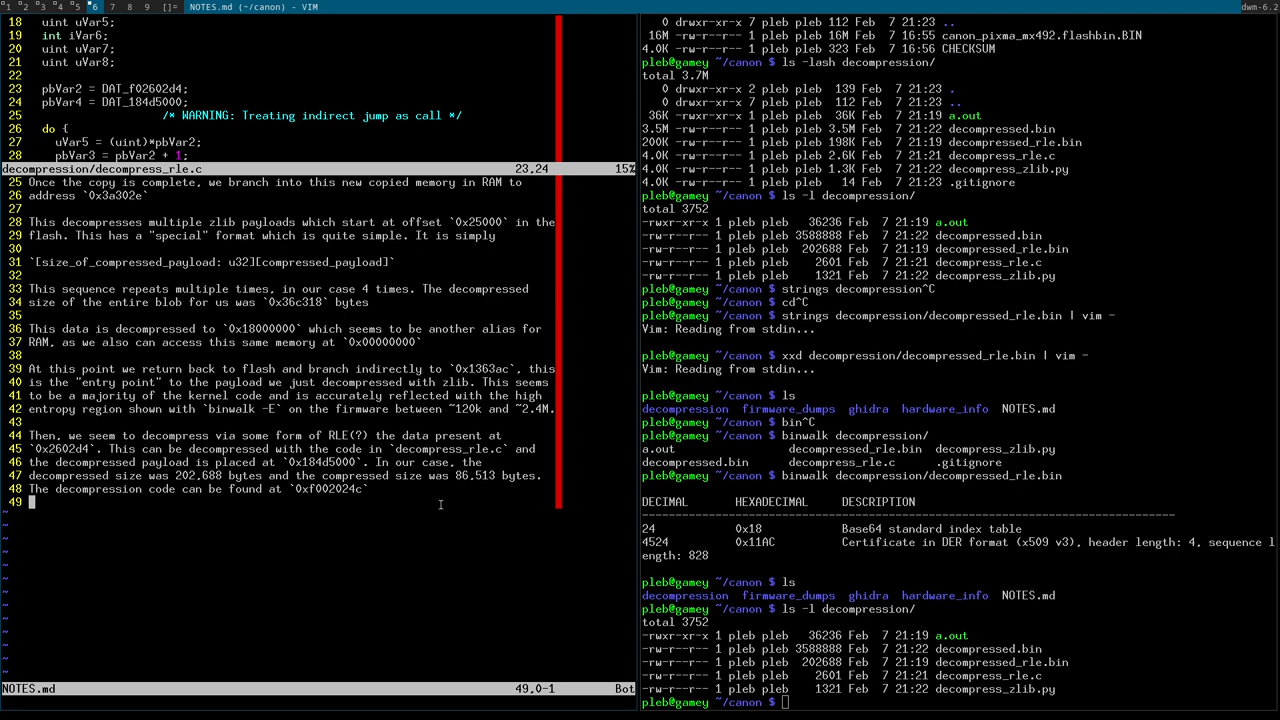 1 2 3 4 5 6 7 8 9 []= NOTES.md (~/canon) - VIM dwm-6.2
18 uint uVar5;
19 int iVar6;
20 uint uVar7;
21 uint uVar8;
22
23 pbVar2 = DAT_f02602d4;
24 pbVar4 = DAT_184d5000;
25 /* WARNING: Treating indirect jump as call */
26 do {
27 uVar5 = (uint)*pbVar2;
28 pbVar3 = pbVar2 + 1;
decompression/decompress_rle.c 23,24 15%
25 Once the copy is complete, we branch into this new copied memory in RAM to
26 address `0x3a302e`
27
28 This decompresses multiple zlib payloads which start at offset `0x25000` in the
29 flash. This has a "special" format which is quite simple. It is simply
30
31 `[size_of_compressed_payload: u32][compressed_payload]`
32
33 This sequence repeats multiple times, in our case 4 times. The decompressed
34 size of the entire blob for us was `0x36c318` bytes
35
36 This data is decompressed to `0x18000000` which seems to be another alias for
37 RAM, as we also can access this same memory at `0x00000000`
38
39 At this point we return back to flash and branch indirectly to `0x1363ac`, this
40 is the "entry point" to the payload we just decompressed with zlib. This seems
41 to be a majority of the kernel code and is accurately reflected with the high
42 entropy region shown with `binwalk -E` on the firmware between ~120k and ~2.4M.
43
44 Then, we seem to decompress via some form of RLE(?) the data present at
45 `0x2602d4`. This can be decompressed with the code in `decompress_rle.c` and
46 the decompressed payload is placed at `0x184d5000`. In our case, the
47 decompressed size was 202,688 bytes and the compressed size was 86,513 bytes.
48 The decompression code can be found at `0xf002024c`
49
~
~
~
~
~
~
~
~
~
~
~
~
~
NOTES.md 49,0-1 Bot
0 drwxr-xr-x 7 pleb pleb 112 Feb 7 21:23 ..
16M -rw-r--r-- 1 pleb pleb 16M Feb 7 16:55 canon_pixma_mx492.flashbin.BIN
4.0K -rw-r--r-- 1 pleb pleb 323 Feb 7 16:56 CHECKSUM
pleb@gamey ~/canon $ ls -lash decompression/
total 3.7M
0 drwxr-xr-x 2 pleb pleb 139 Feb 7 21:23 .
0 drwxr-xr-x 7 pleb pleb 112 Feb 7 21:23 ..
36K -rwxr-xr-x 1 pleb pleb 36K Feb 7 21:19 a.out
3.5M -rw-r--r-- 1 pleb pleb 3.5M Feb 7 21:22 decompressed.bin
200K -rw-r--r-- 1 pleb pleb 198K Feb 7 21:19 decompressed_rle.bin
4.0K -rw-r--r-- 1 pleb pleb 2.6K Feb 7 21:21 decompress_rle.c
4.0K -rw-r--r-- 1 pleb pleb 1.3K Feb 7 21:22 decompress_zlib.py
4.0K -rw-r--r-- 1 pleb pleb 14 Feb 7 21:23 .gitignore
pleb@gamey ~/canon $ ls -l decompression/
total 3752
-rwxr-xr-x 1 pleb pleb 36236 Feb 7 21:19 a.out
-rw-r--r-- 1 pleb pleb 3588888 Feb 7 21:22 decompressed.bin
-rw-r--r-- 1 pleb pleb 202688 Feb 7 21:19 decompressed_rle.bin
-rw-r--r-- 1 pleb pleb 2601 Feb 7 21:21 decompress_rle.c
-rw-r--r-- 1 pleb pleb 1321 Feb 7 21:22 decompress_zlib.py
pleb@gamey ~/canon $ strings decompression^C
pleb@gamey ~/canon $ cd^C
pleb@gamey ~/canon $ strings decompression/decompressed_rle.bin | vim -
Vim: Reading from stdin...

pleb@gamey ~/canon $ xxd decompression/decompressed_rle.bin | vim -
Vim: Reading from stdin...

pleb@gamey ~/canon $ ls
decompression firmware_dumps ghidra hardware_info NOTES.md
pleb@gamey ~/canon $ bin^C
pleb@gamey ~/canon $ binwalk decompression/
a.out decompressed_rle.bin decompress_zlib.py
decompressed.bin decompress_rle.c .gitignore
pleb@gamey ~/canon $ binwalk decompression/decompressed_rle.bin

DECIMAL HEXADECIMAL DESCRIPTION
--------------------------------------------------------------------------------
24 0x18 Base64 standard index table
4524 0x11AC Certificate in DER format (x509 v3), header length: 4, sequence l
ength: 828

pleb@gamey ~/canon $ ls
decompression firmware_dumps ghidra hardware_info NOTES.md
pleb@gamey ~/canon $ ls -l decompression/
total 3752
-rwxr-xr-x 1 pleb pleb 36236 Feb 7 21:19 a.out
-rw-r--r-- 1 pleb pleb 3588888 Feb 7 21:22 decompressed.bin
-rw-r--r-- 1 pleb pleb 202688 Feb 7 21:19 decompressed_rle.bin
-rw-r--r-- 1 pleb pleb 2601 Feb 7 21:21 decompress_rle.c
-rw-r--r-- 1 pleb pleb 1321 Feb 7 21:22 decompress_zlib.py
pleb@gamey ~/canon $